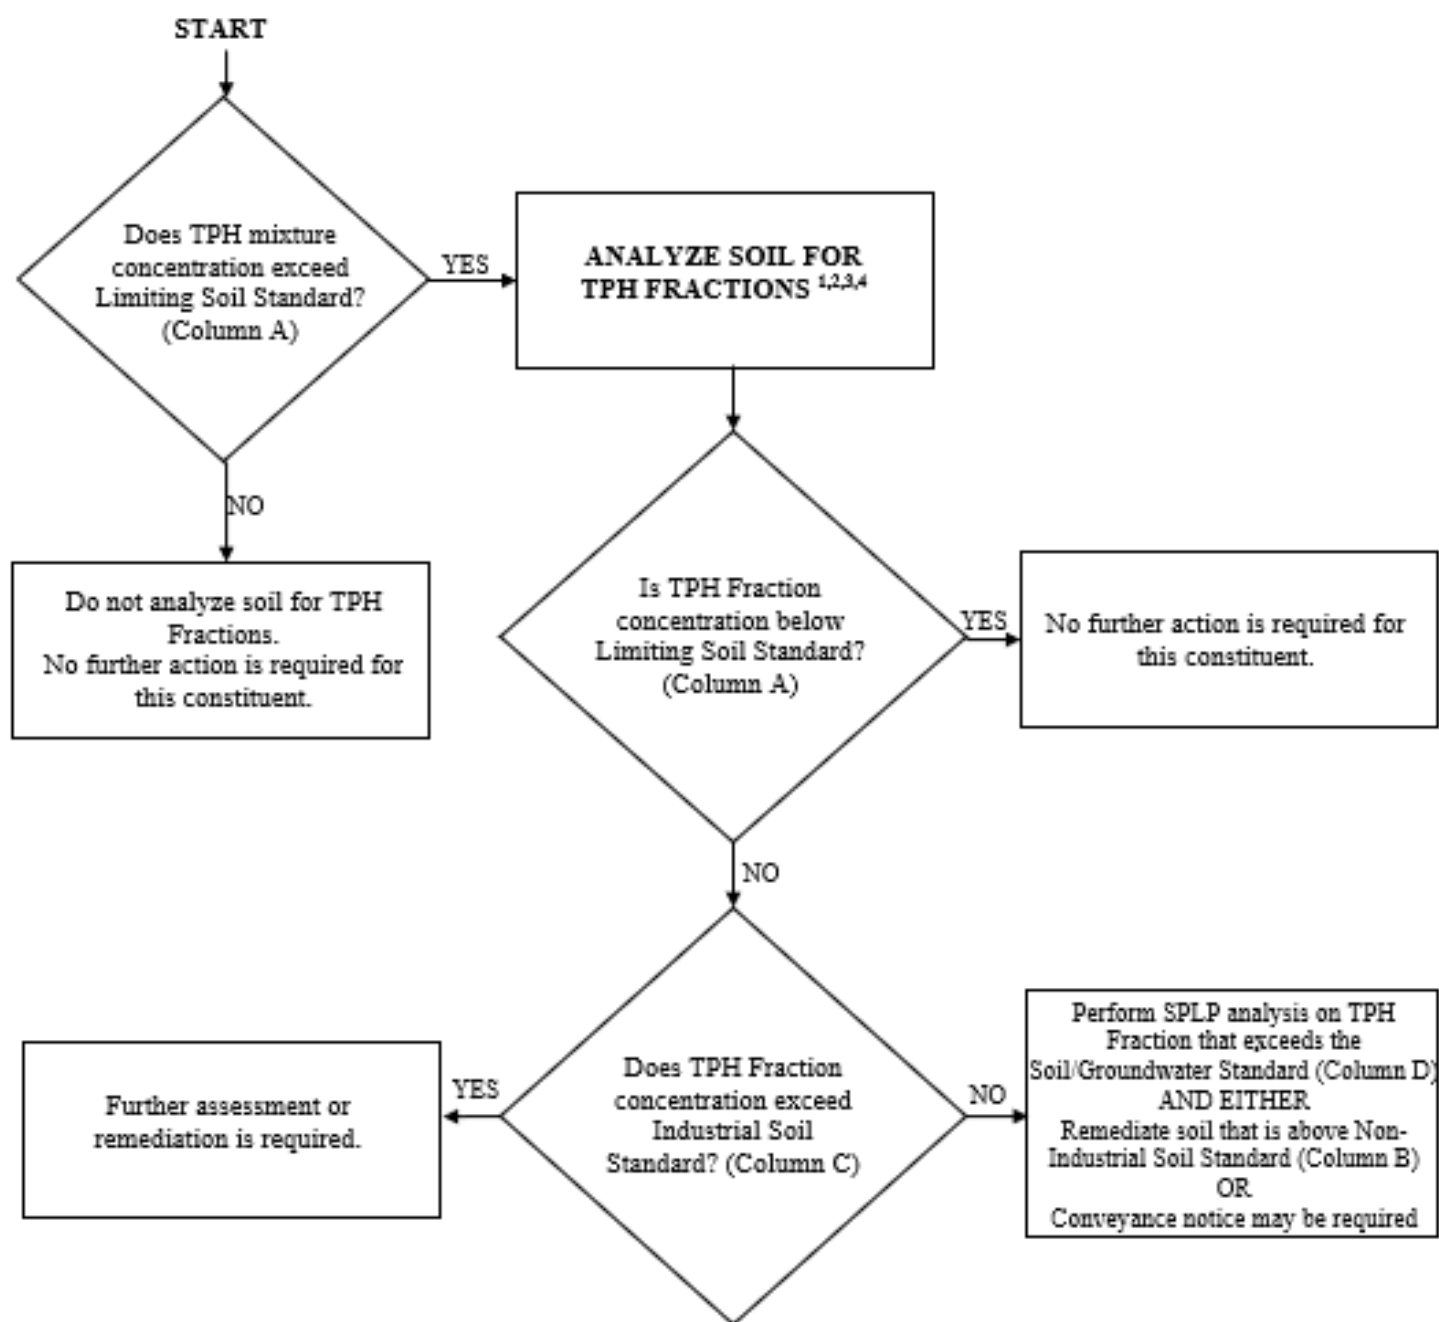 START
Does TPH mixture
concentration exceed
Limiting Soil Standard?
(Column A)
YES
ANALYZE SOIL FOR
TPH FRACTIONS 1,2,3,4
NO
Do not analyze soil for TPH
Fractions.
No further action is required for
this constituent.
Is TPH Fraction
concentration below
Limiting Soil Standard?
(Column A)
YES
No further action is required for
this constituent.
NO
Does TPH Fraction
concentration exceed
Industrial Soil
Standard? (Column C)
YES
Further assessment or
remediation is required.
NO
Perform SPLP analysis on TPH
Fraction that exceeds the
Soil/Groundwater Standard (Column D)
AND EITHER
Remediate soil that is above Non-
Industrial Soil Standard (Column B)
OR
Conveyance notice may be required